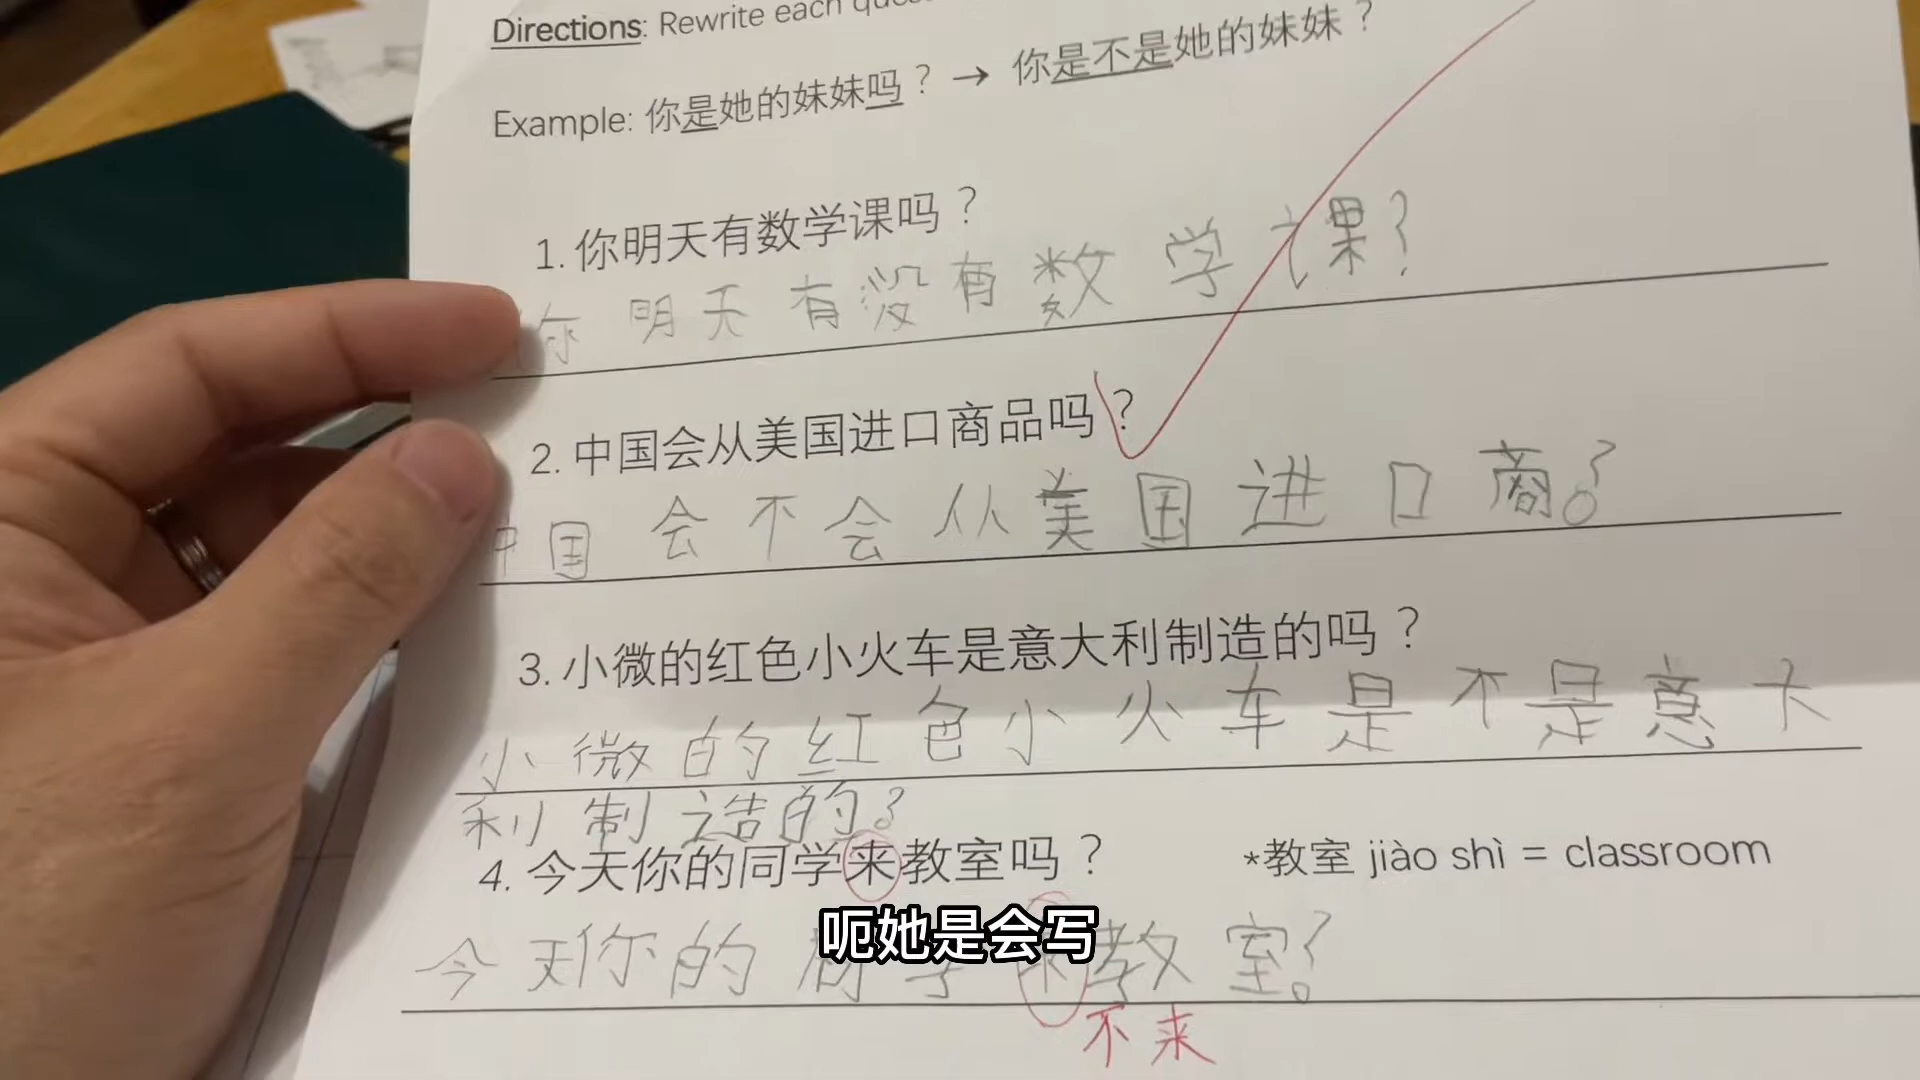 Directions: Rewrite each
Example: 你是她的妹妹吗？→ 你是不是她的妹妹？
1. 你明天有数学课吗？
你 明 天 有 没 有 数 学 课？
2. 中国会从美国进口商品吗？
中 国 会 不 会 从 美 国 进 口 商？
3. 小微的红色小火车是意大利制造的吗？
小 微 的 红 色 小 火 车 是 不 是 意 大
利 制 造 的？
4. 今天你的同学来教室吗？ *教室 jiào shì = classroom
今 天 你 的 教 室？
不来
呃她是会写